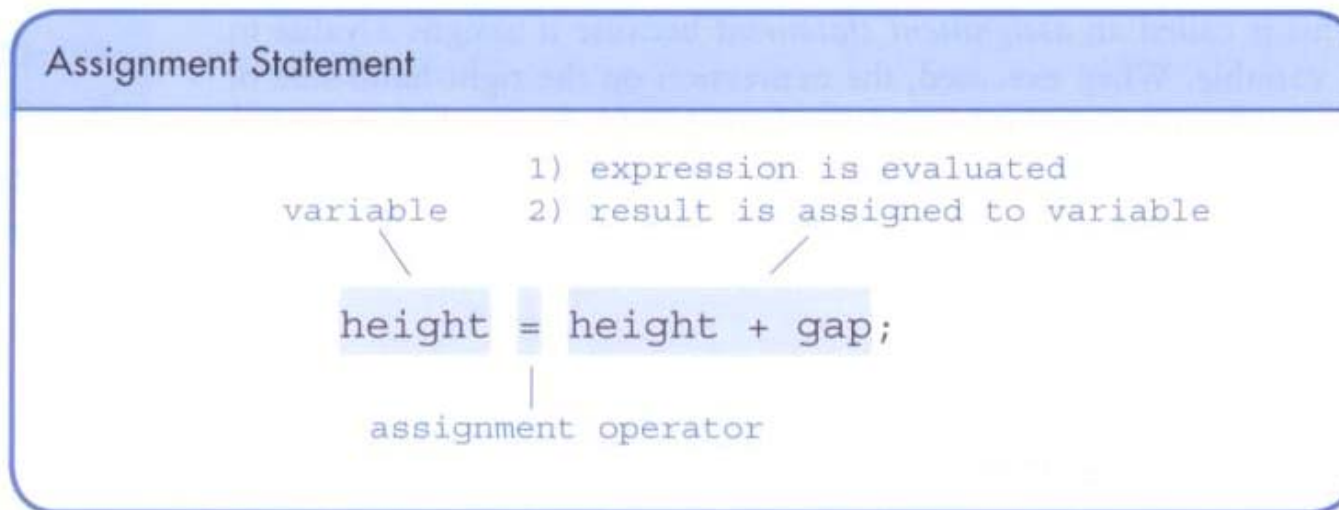 Assignment Statement
1) expression is evaluated
variable 2) result is assigned to variable
height = height + gap;
assignment operator